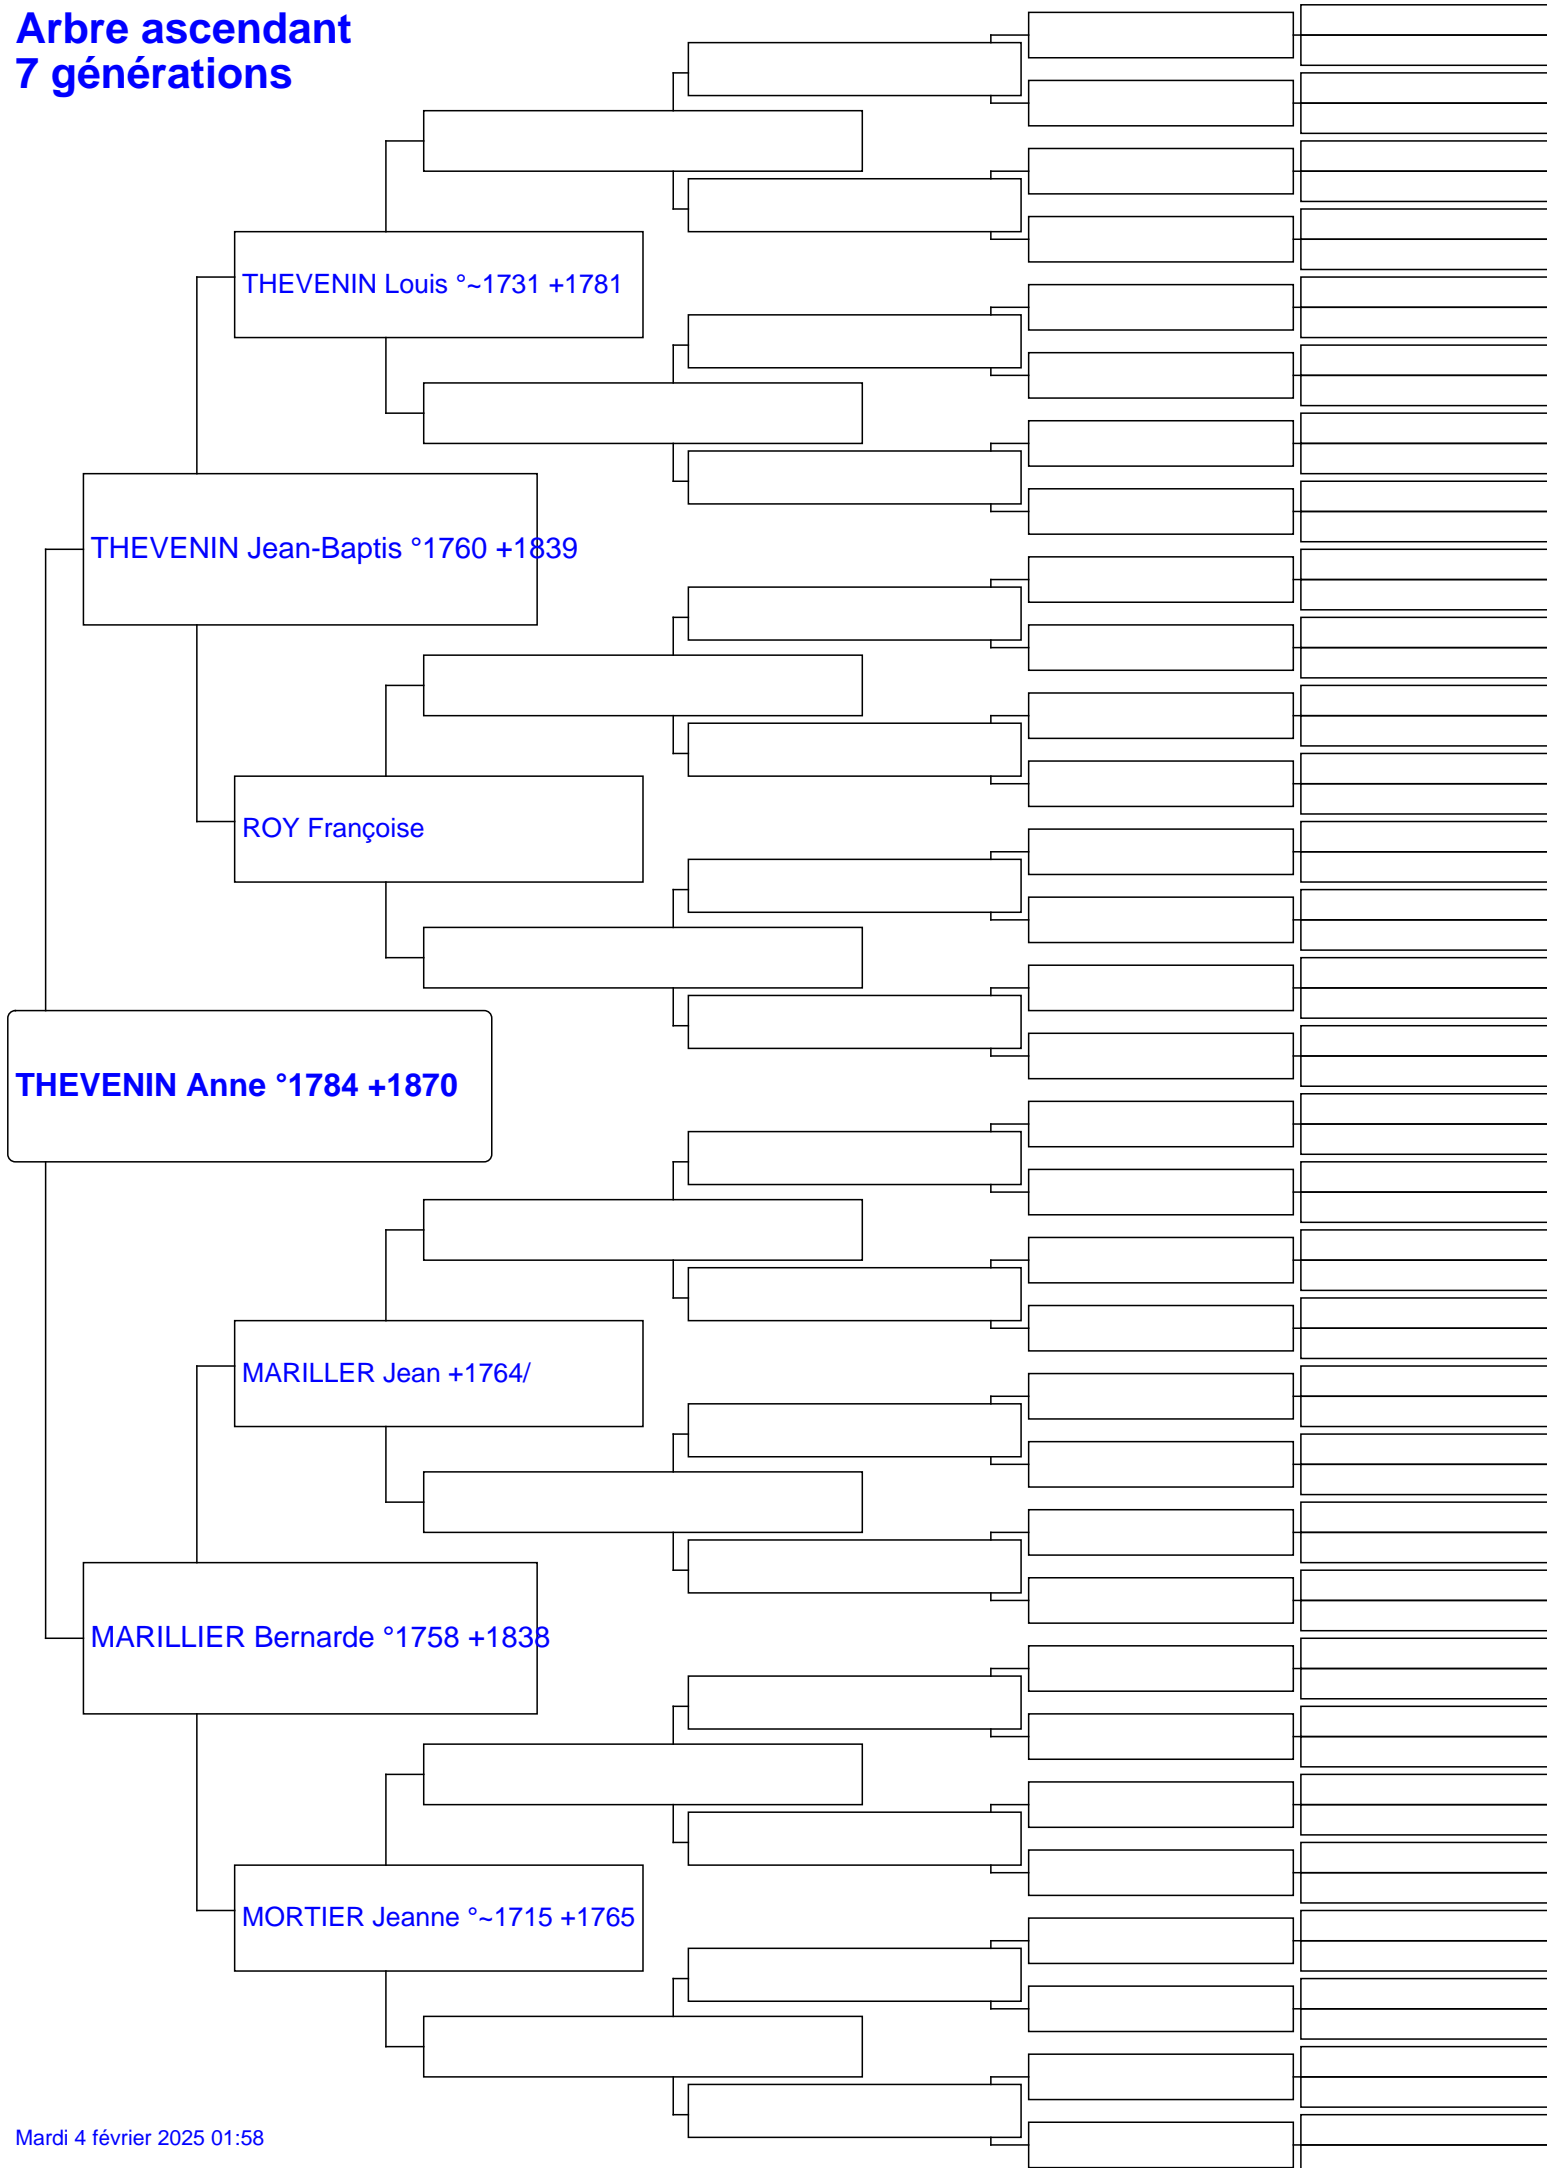 Arbre ascendant
7 générations
THEVENIN Louis °~1731 +1781
THEVENIN Jean-Baptis °1760 +1839
ROY Françoise
THEVENIN Anne °1784 +1870
MARILLER Jean +1764/
MARILLIER Bernarde °1758 +1838
MORTIER Jeanne °~1715 +1765
Mardi 4 février 2025 01:58